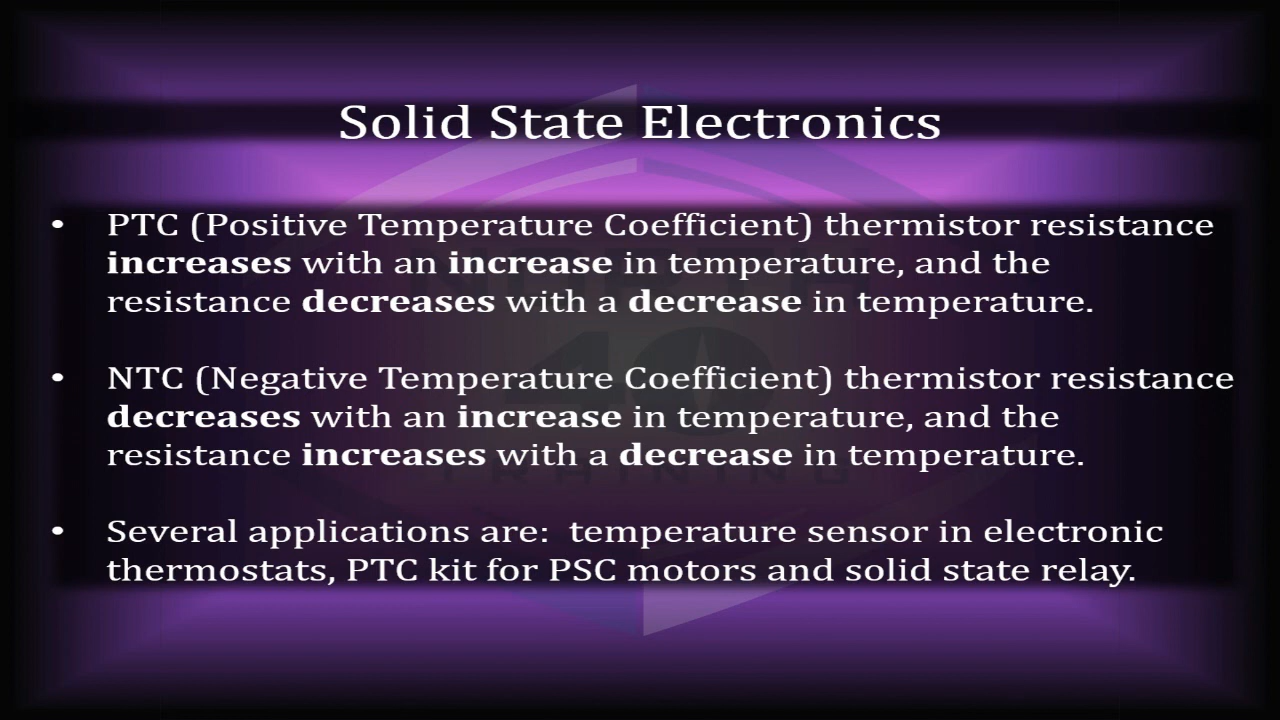 Solid State Electronics
• PTC (Positive Temperature Coefficient) thermistor resistance
increases with an increase in temperature, and the
resistance decreases with a decrease in temperature.
• NTC (Negative Temperature Coefficient) thermistor resistance
decreases with an increase in temperature, and the
resistance increases with a decrease in temperature.
• Several applications are:  temperature sensor in electronic
thermostats, PTC kit for PSC motors and solid state relay.
NORTH
40
TRAINING